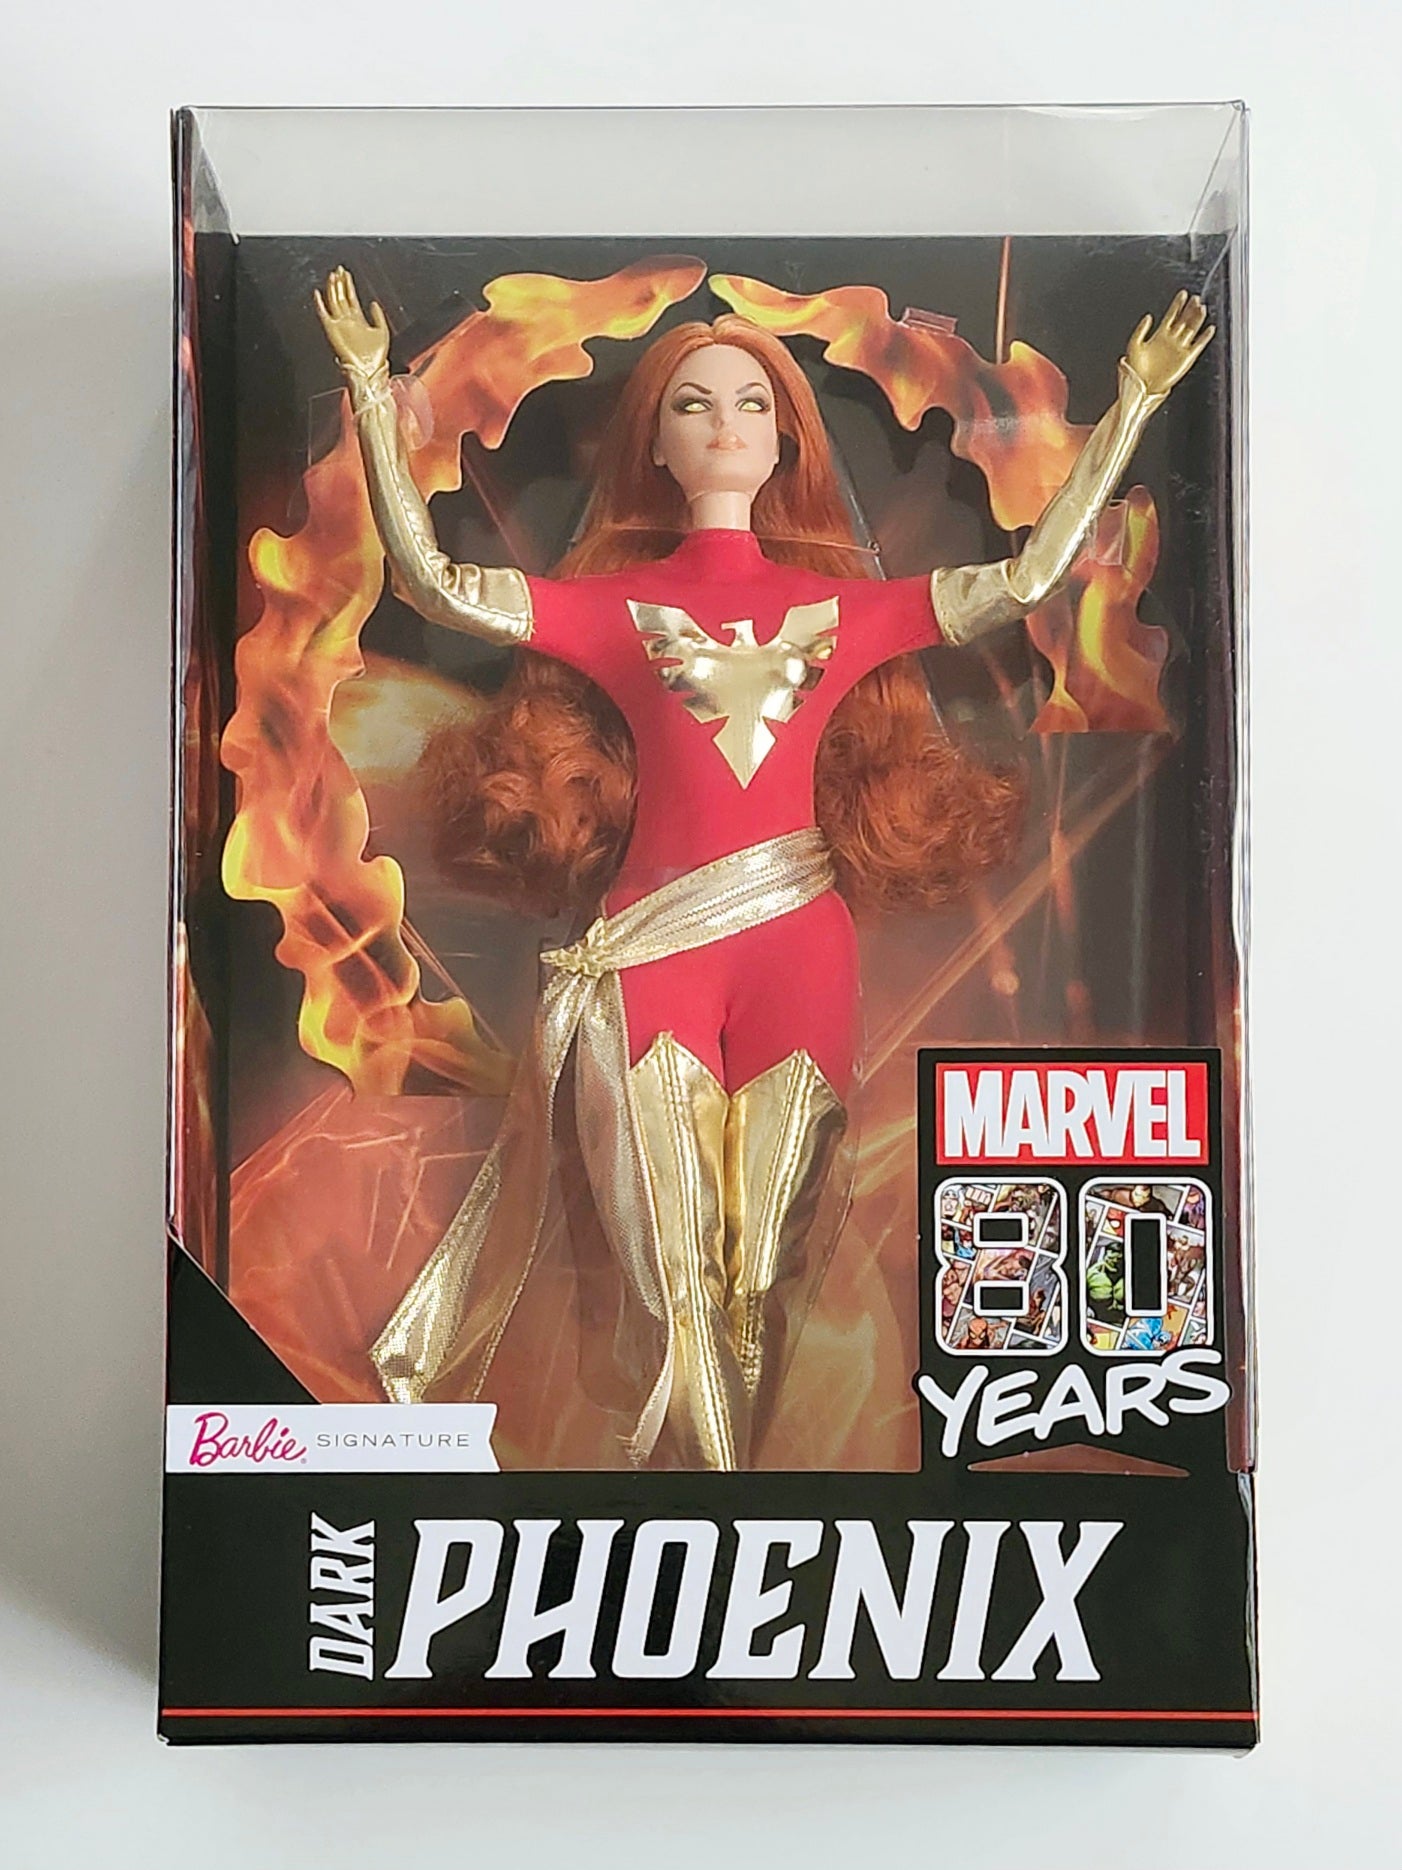 MARVEL
80
YEARS
Barbie SIGNATURE
DARK PHOENIX